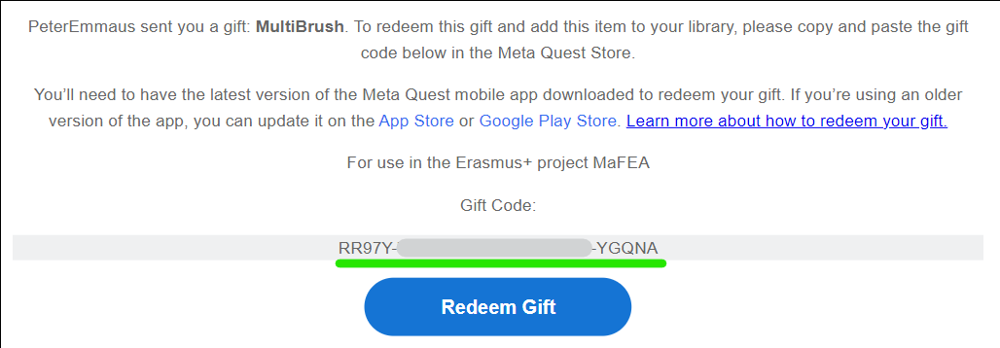 PeterEmmaus sent you a gift: MultiBrush. To redeem this gift and add this item to your library, please copy and paste the gift
code below in the Meta Quest Store.
You’ll need to have the latest version of the Meta Quest mobile app downloaded to redeem your gift. If you’re using an older
version of the app, you can update it on the App Store or Google Play Store. Learn more about how to redeem your gift.
For use in the Erasmus+ project MaFEA
Gift Code:
RR97Y- -YGQNA
Redeem Gift